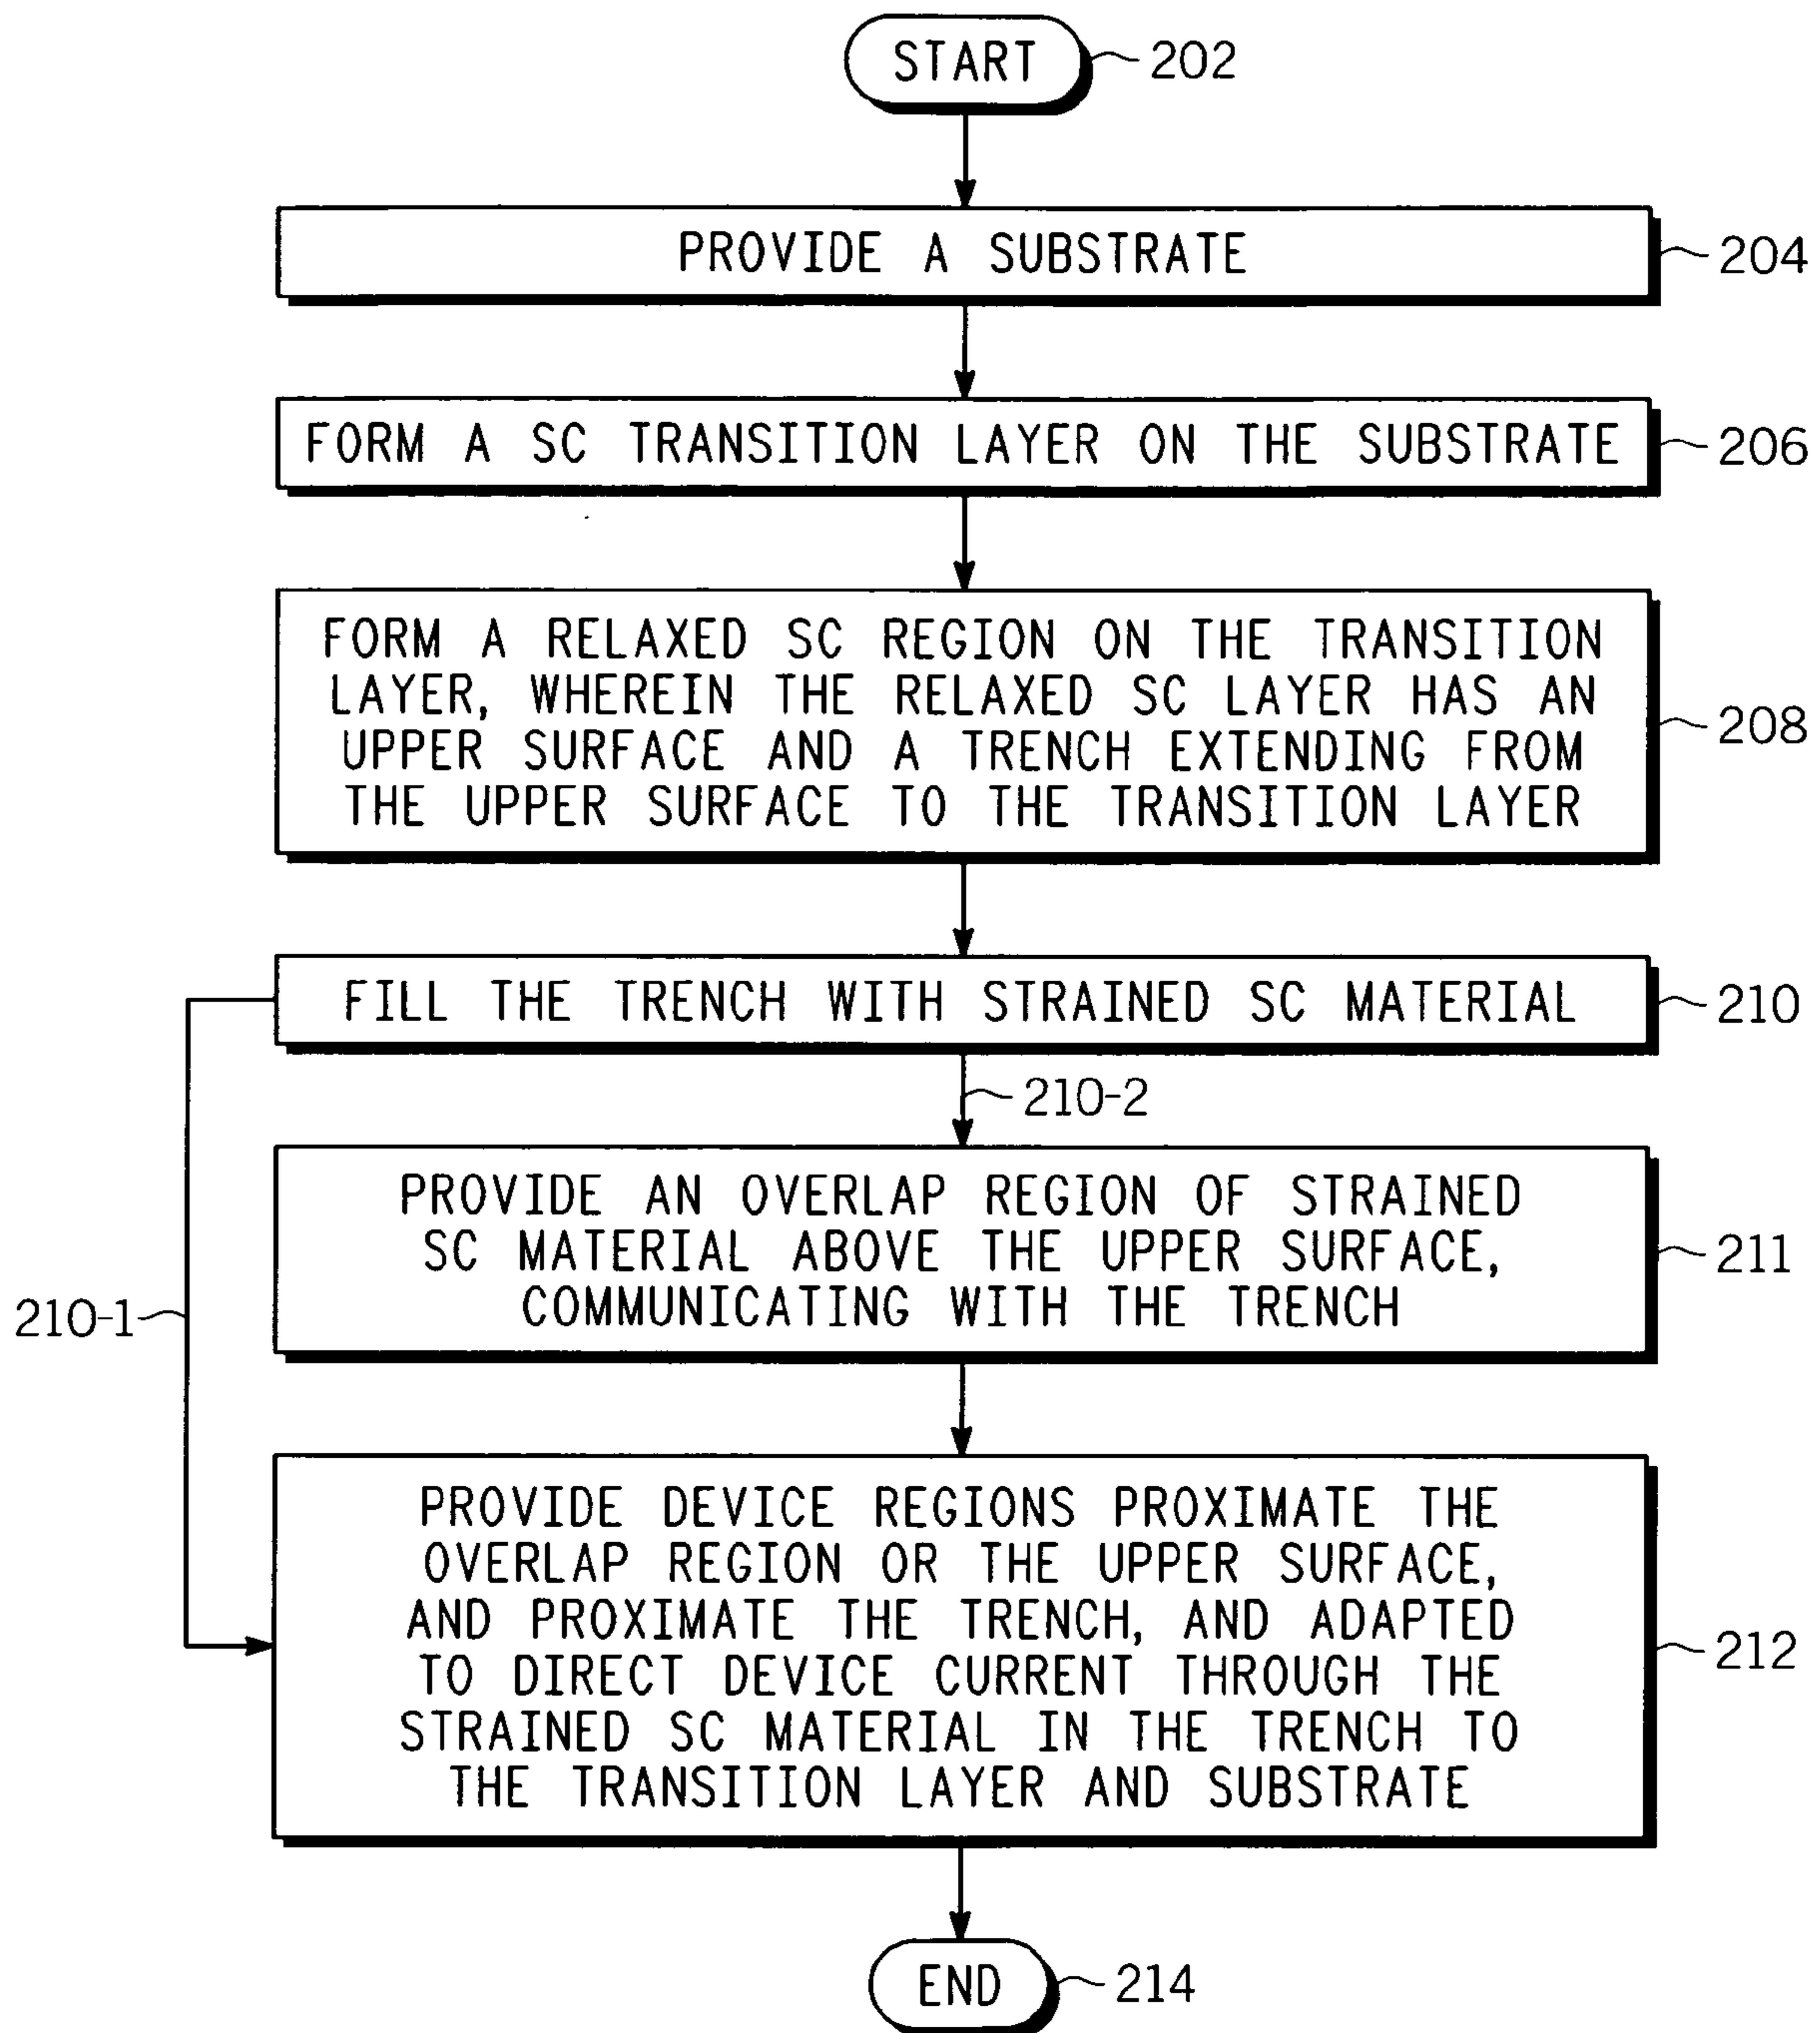 START
202
PROVIDE A SUBSTRATE
204
FORM A SC TRANSITION LAYER ON THE SUBSTRATE
206
FORM A RELAXED SC REGION ON THE TRANSITION
LAYER, WHEREIN THE RELAXED SC LAYER HAS AN
UPPER SURFACE AND A TRENCH EXTENDING FROM
THE UPPER SURFACE TO THE TRANSITION LAYER
208
FILL THE TRENCH WITH STRAINED SC MATERIAL
210
210-2
PROVIDE AN OVERLAP REGION OF STRAINED
SC MATERIAL ABOVE THE UPPER SURFACE,
COMMUNICATING WITH THE TRENCH
211
210-1
PROVIDE DEVICE REGIONS PROXIMATE THE
OVERLAP REGION OR THE UPPER SURFACE,
AND PROXIMATE THE TRENCH, AND ADAPTED
TO DIRECT DEVICE CURRENT THROUGH THE
STRAINED SC MATERIAL IN THE TRENCH TO
THE TRANSITION LAYER AND SUBSTRATE
212
END
214